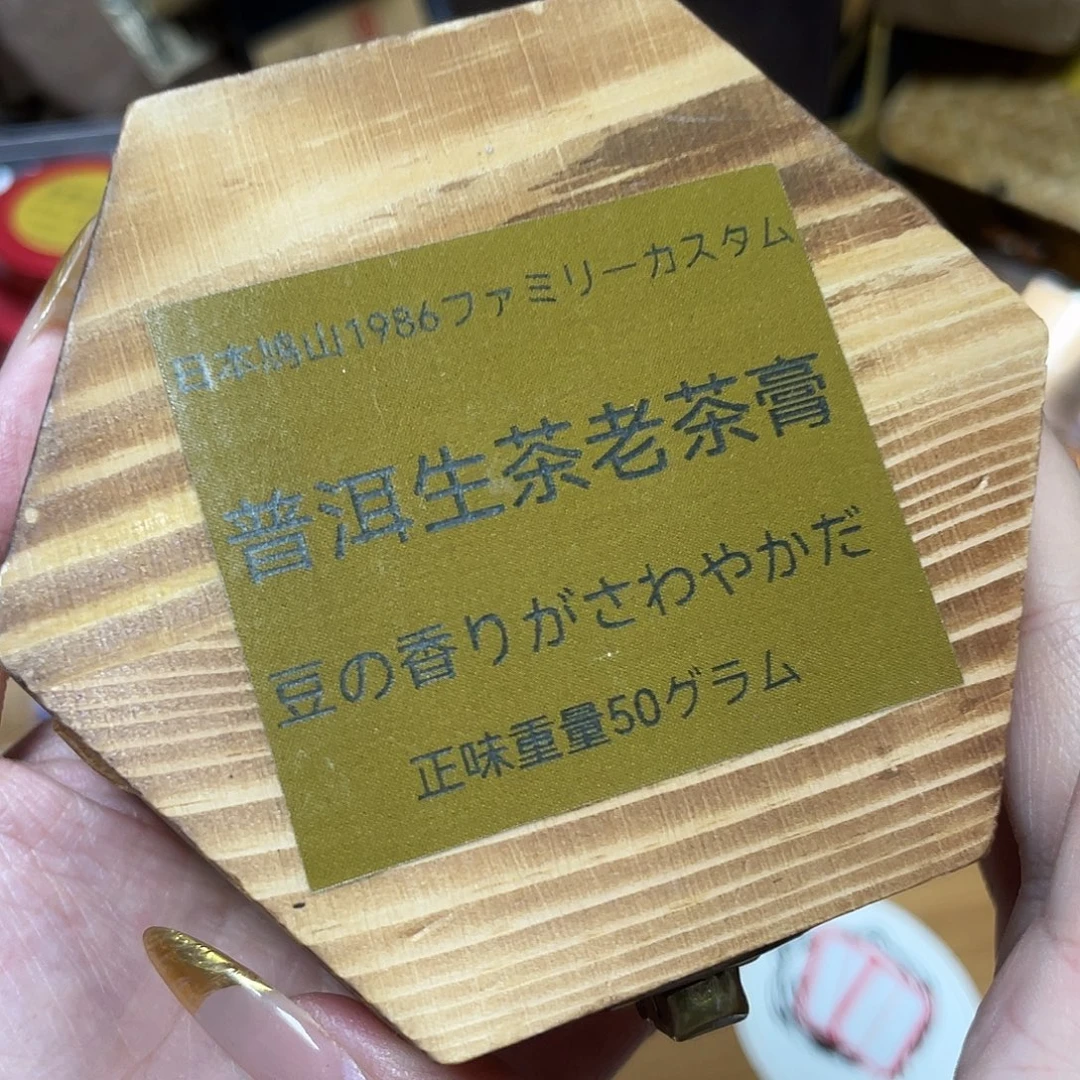 日本鳩山1986ファミリーカスタム
普洱生茶老茶膏
豆の香りがさわやかだ
正味重量50グラム